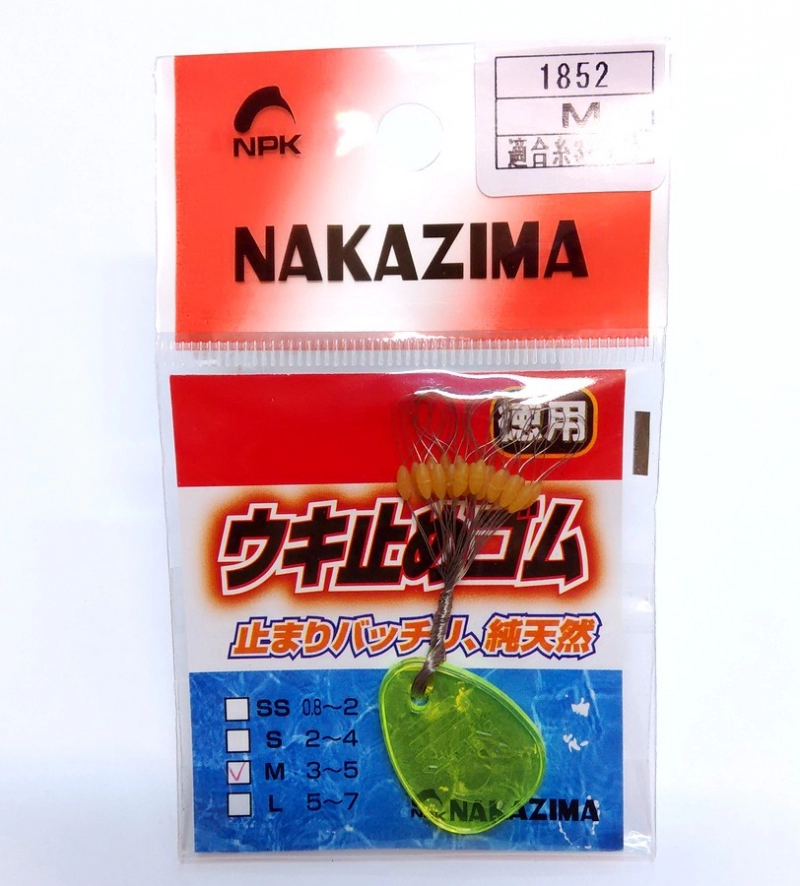 1852
M
適合糸3
NPK
NAKAZIMA
徳用
ウキ止めゴム
止まりバッチリ、純天然
SS 0.8〜2
S 2〜4
M 3〜5
L 5〜7
NAKAZIMA